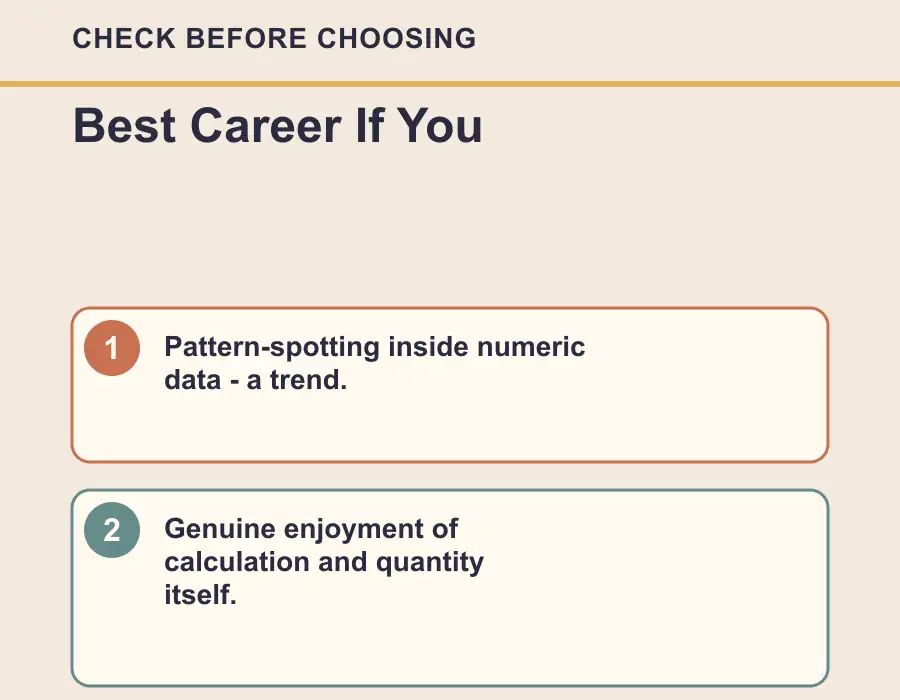 CHECK BEFORE CHOOSING
Best Career If You
1
Pattern-spotting inside numeric
data - a trend.
2
Genuine enjoyment of
calculation and quantity
itself.